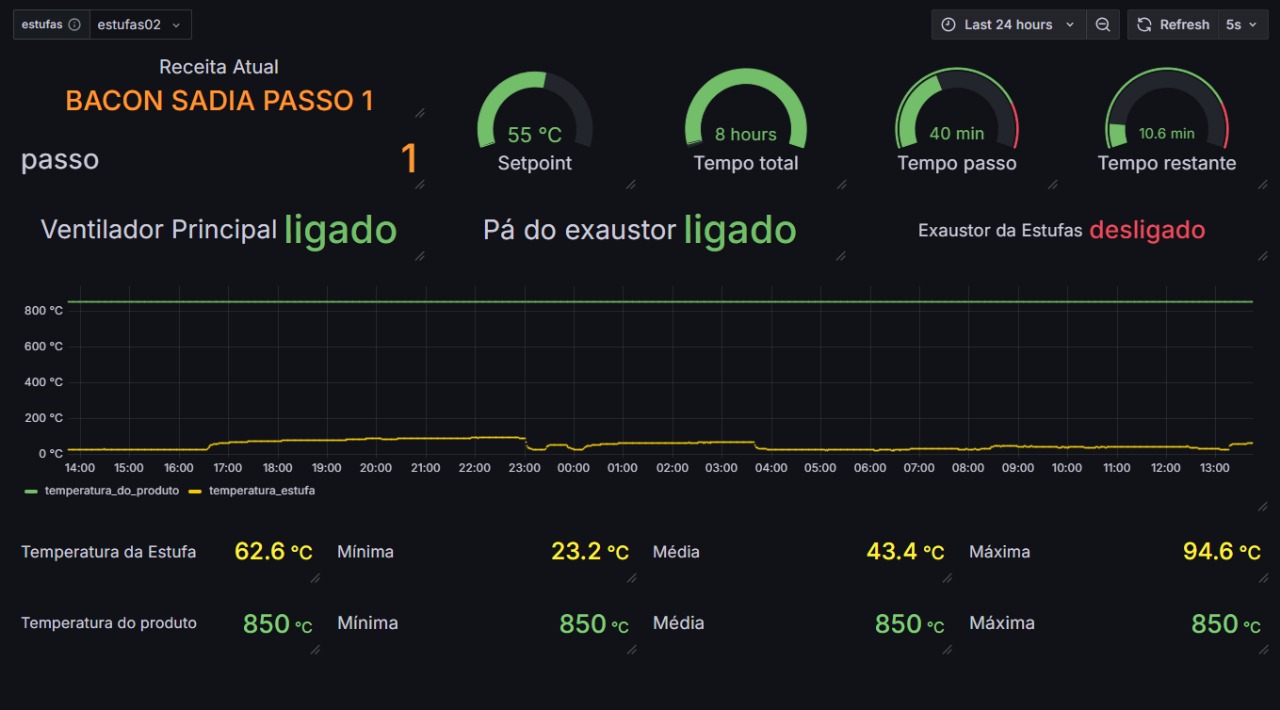 estufas estufas02 Last 24 hours Refresh 5s
Receita Atual
BACON SADIA PASSO 1
passo 1
55 °C
Setpoint
8 hours
Tempo total
40 min
Tempo passo
10.6 min
Tempo restante
Ventilador Principal ligado
Pá do exaustor ligado
Exaustor da Estufas desligado
800 °C
600 °C
400 °C
200 °C
0 °C
14:00 15:00 16:00 17:00 18:00 19:00 20:00 21:00 22:00 23:00 00:00 01:00 02:00 03:00 04:00 05:00 06:00 07:00 08:00 09:00 10:00 11:00 12:00 13:00
temperatura_do_produto temperatura_estufa
Temperatura da Estufa 62.6 °C Mínima 23.2 °C Média 43.4 °C Máxima 94.6 °C
Temperatura do produto 850 °C Mínima 850 °C Média 850 °C Máxima 850 °C